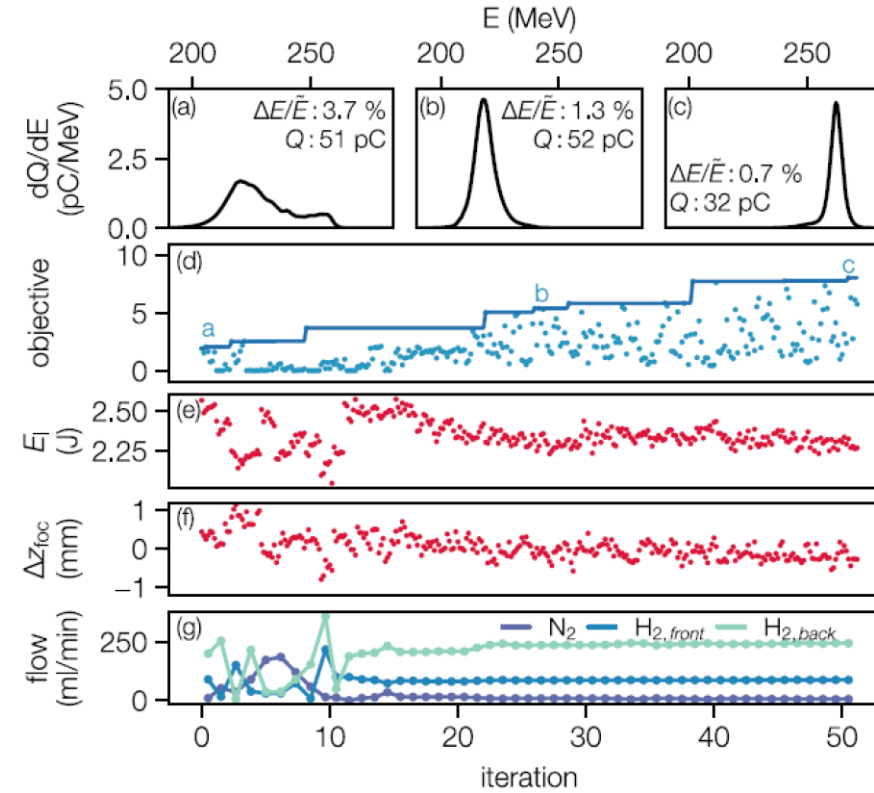 E (MeV)
200 250 200 250 200 250
dQ/dE
(pC/MeV)
5.0
2.5
0.0
(a) ΔE/Ẽ : 3.7 %
Q : 51 pC
(b) ΔE/Ẽ : 1.3 %
Q : 52 pC
(c)
ΔE/Ẽ : 0.7 %
Q : 32 pC
objective
10
5
0
(d)
a
b
c
E_l
(J)
2.50
2.25
(e)
Δz_foc
(mm)
1
0
−1
(f)
flow
(ml/min)
250
0
(g) N₂ H₂,front H₂,back
0 10 20 30 40 50
iteration